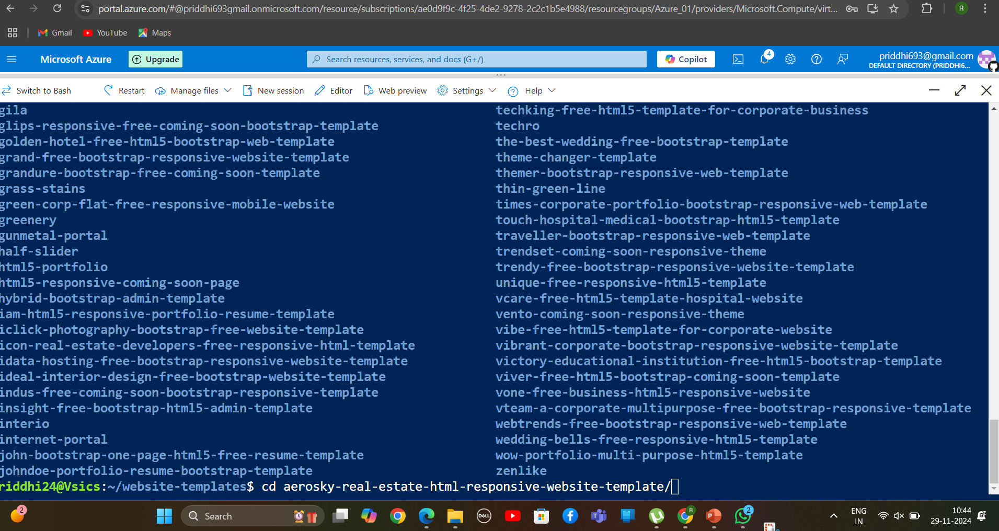 portal.azure.com/#@priddhi693gmail.onmicrosoft.com/resource/subscriptions/ae0d9f9c-4f25-4de2-9278-2c2c1b5e4988/resourcegroups/Azure_01/providers/Microsoft.Compute/virt...
R
Gmail YouTube Maps
Microsoft Azure Upgrade Search resources, services, and docs (G+/) Copilot 4 priddhi693@gmail.com
DEFAULT DIRECTORY (PRIDDHI6...
Switch to Bash Restart Manage files New session Editor Web preview Settings Help
gila techking-free-html5-template-for-corporate-business
glips-responsive-free-coming-soon-bootstrap-template techro
golden-hotel-free-html5-bootstrap-web-template the-best-wedding-free-bootstrap-template
grand-free-bootstrap-responsive-website-template theme-changer-template
grandure-bootstrap-free-coming-soon-template themer-bootstrap-responsive-web-template
grass-stains thin-green-line
green-corp-flat-free-responsive-mobile-website times-corporate-portfolio-bootstrap-responsive-web-template
greenery touch-hospital-medical-bootstrap-html5-template
gunmetal-portal traveller-bootstrap-responsive-web-template
half-slider trendset-coming-soon-responsive-theme
html5-portfolio trendy-free-bootstrap-responsive-website-template
html5-responsive-coming-soon-page unique-free-responsive-html5-template
hybrid-bootstrap-admin-template vcare-free-html5-template-hospital-website
iam-html5-responsive-portfolio-resume-template vento-coming-soon-responsive-theme
iclick-photography-bootstrap-free-website-template vibe-free-html5-template-for-corporate-website
icon-real-estate-developers-free-responsive-html-template vibrant-corporate-bootstrap-responsive-website-template
idata-hosting-free-bootstrap-responsive-website-template victory-educational-institution-free-html5-bootstrap-template
ideal-interior-design-free-bootstrap-website-template viver-free-html5-bootstrap-coming-soon-template
indus-free-coming-soon-bootstrap-responsive-template vone-free-business-html5-responsive-website
insight-free-bootstrap-html5-admin-template vteam-a-corporate-multipurpose-free-bootstrap-responsive-template
interio webtrends-free-bootstrap-responsive-web-template
internet-portal wedding-bells-free-responsive-html5-template
john-bootstrap-one-page-html5-free-resume-template wow-portfolio-multi-purpose-html5-template
johndoe-portfolio-resume-bootstrap-template zenlike
riddhi24@Vsics:~/website-templates$ cd aerosky-real-estate-html-responsive-website-template/
2 Search DELL R 2 ENG 10:44
IN 29-11-2024